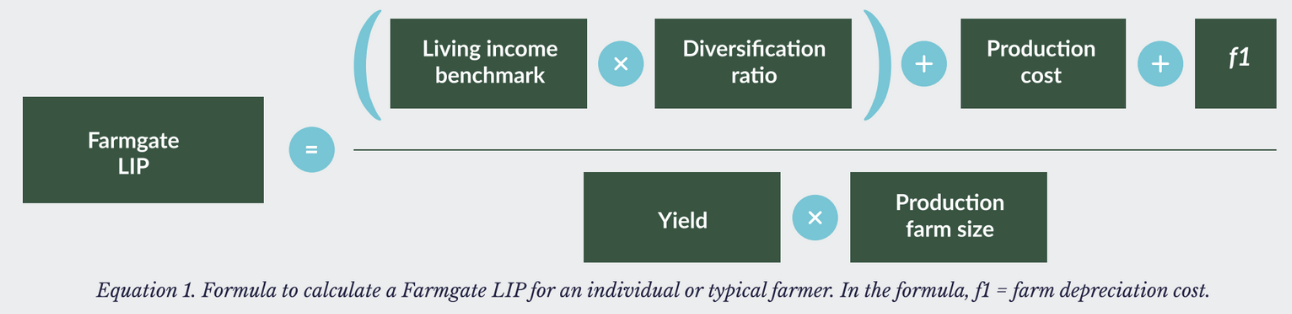 ( Living income benchmark × Diversification ratio ) + Production cost + f1
Farmgate LIP =
Yield × Production farm size
Equation 1. Formula to calculate a Farmgate LIP for an individual or typical farmer. In the formula, f1 = farm depreciation cost.